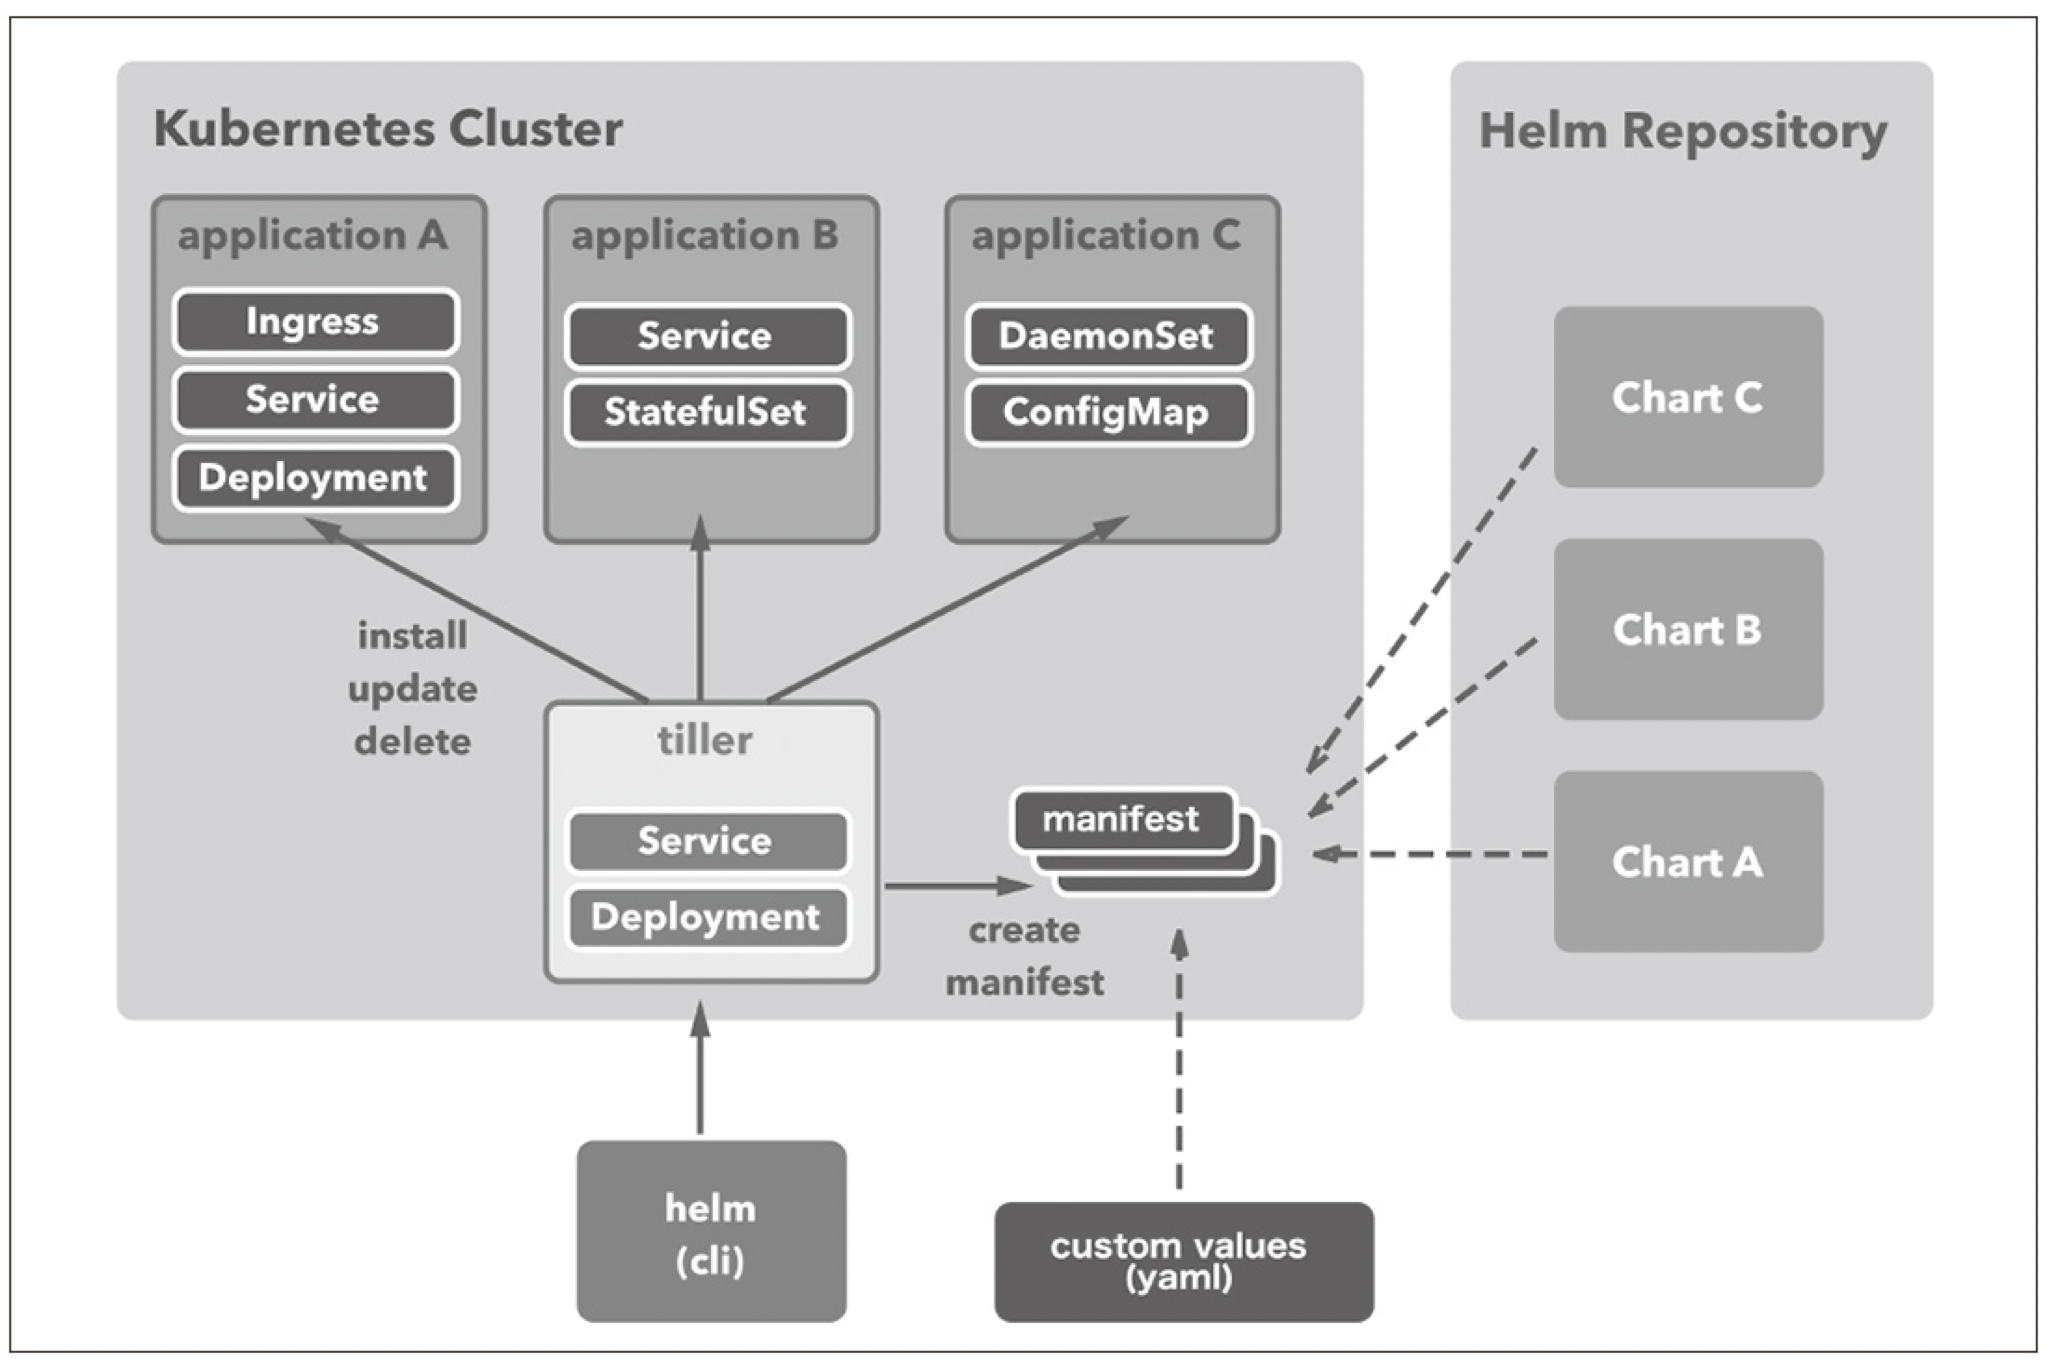 Kubernetes Cluster
application A
Ingress
Service
Deployment
application B
Service
StatefulSet
application C
DaemonSet
ConfigMap
install
update
delete
tiller
Service
Deployment
create
manifest
manifest
helm
(cli)
custom values
(yaml)
Helm Repository
Chart C
Chart B
Chart A